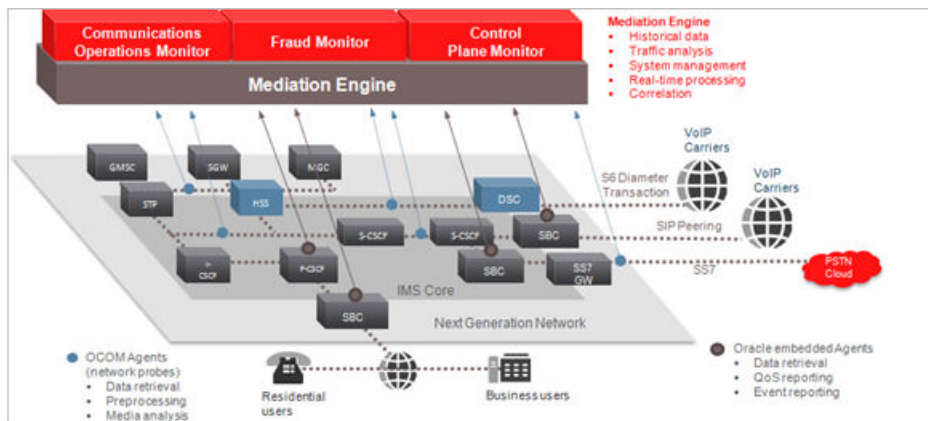 Communications
Operations Monitor
Fraud Monitor
Control
Plane Monitor
Mediation Engine
Mediation Engine
▪ Historical data
▪ Traffic analysis
▪ System management
▪ Real-time processing
▪ Correlation
GMSC
SGW
MGC
VoIP
Carriers
S6 Diameter
Transaction
VoIP
Carriers
STP
HSS
DSC
S-CSCF
S-CSCF
SBC
SIP Peering
CSCF
P-CSCF
SBC
SS7
GW
SS7
PSTN
Cloud
IMS Core
SBC
Next Generation Network
OCOM Agents
(network probes)
▪ Data retrieval
▪ Preprocessing
▪ Media analysis
Residential
users
Business users
Oracle embedded Agents
▪ Data retrieval
▪ QoS reporting
▪ Event reporting